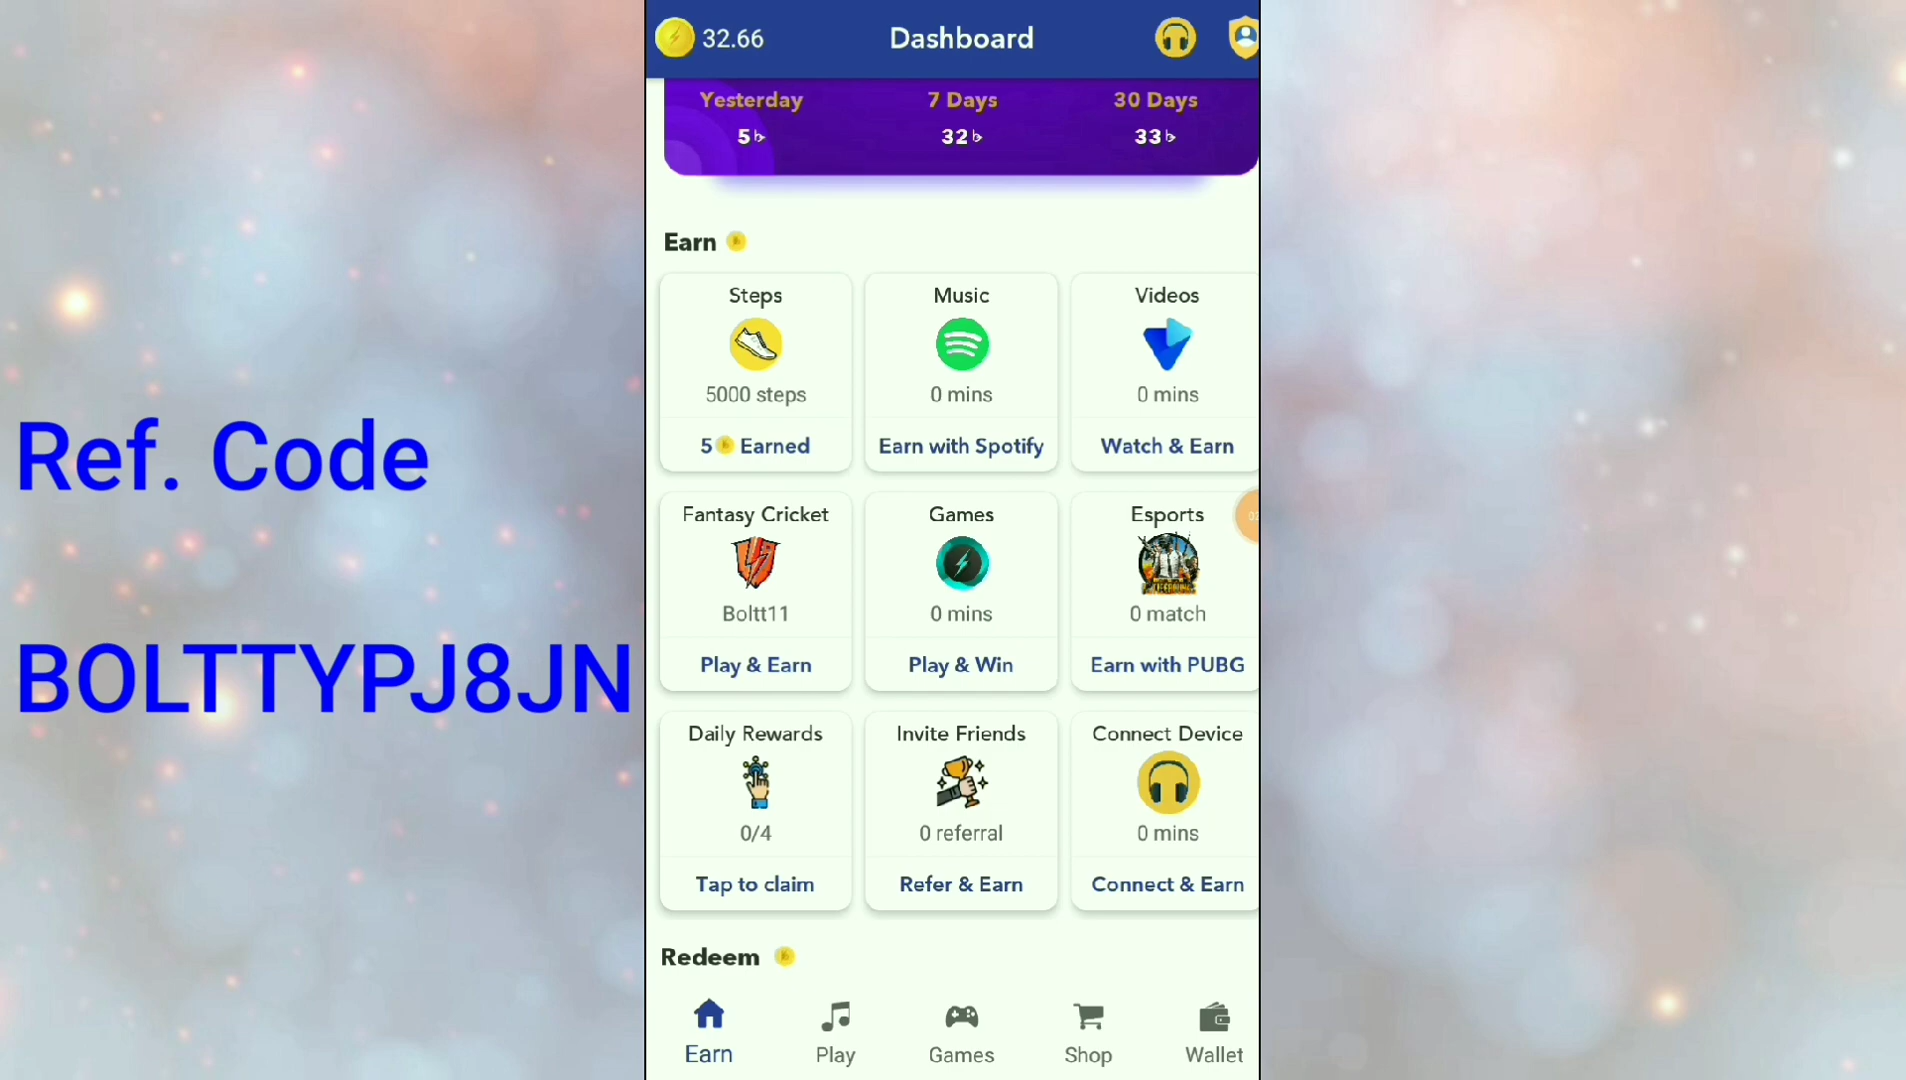 32.66
Dashboard
Yesterday 7 Days 30 Days
5 32 33
Earn
Steps Music Videos
5000 steps 0 mins 0 mins
5 Earned Earn with Spotify Watch & Earn
Fantasy Cricket Games Esports
Boltt11 0 mins 0 match
Play & Earn Play & Win Earn with PUBG
Daily Rewards Invite Friends Connect Device
0/4 0 referral 0 mins
Tap to claim Refer & Earn Connect & Earn
Redeem
Earn Play Games Shop Wallet
Ref. Code
BOLTTYPJ8JN